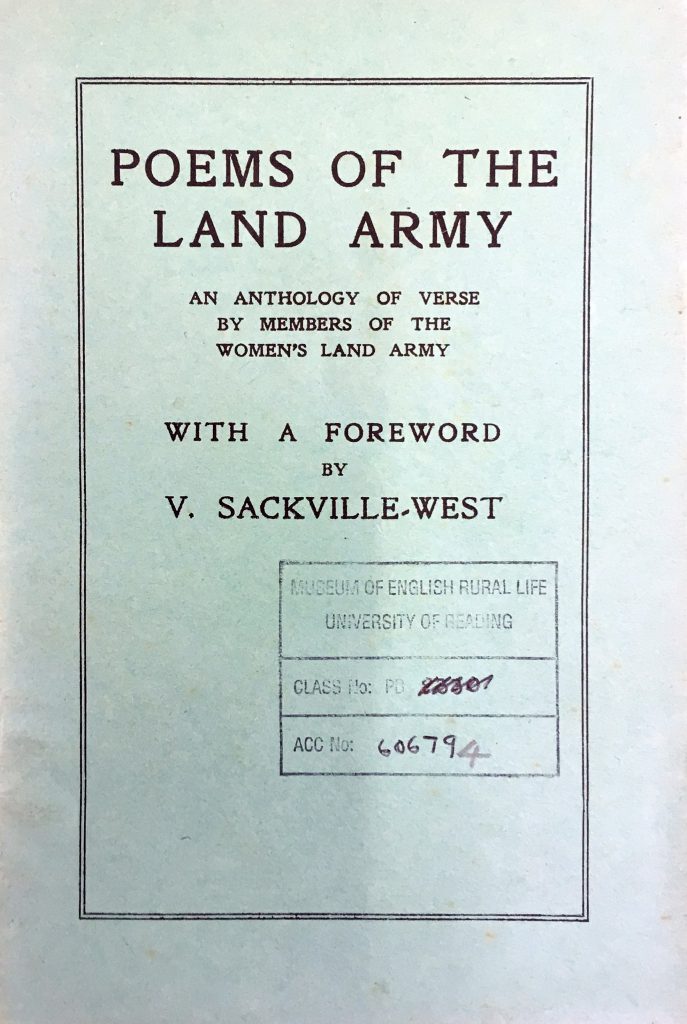 POEMS OF THE
LAND ARMY
AN ANTHOLOGY OF VERSE
BY MEMBERS OF THE
WOMEN'S LAND ARMY
WITH A FOREWORD
BY
V. SACKVILLE-WEST
MUSEUM OF ENGLISH RURAL LIFE
UNIVERSITY OF READING
CLASS No: PB
ACC No: 606794